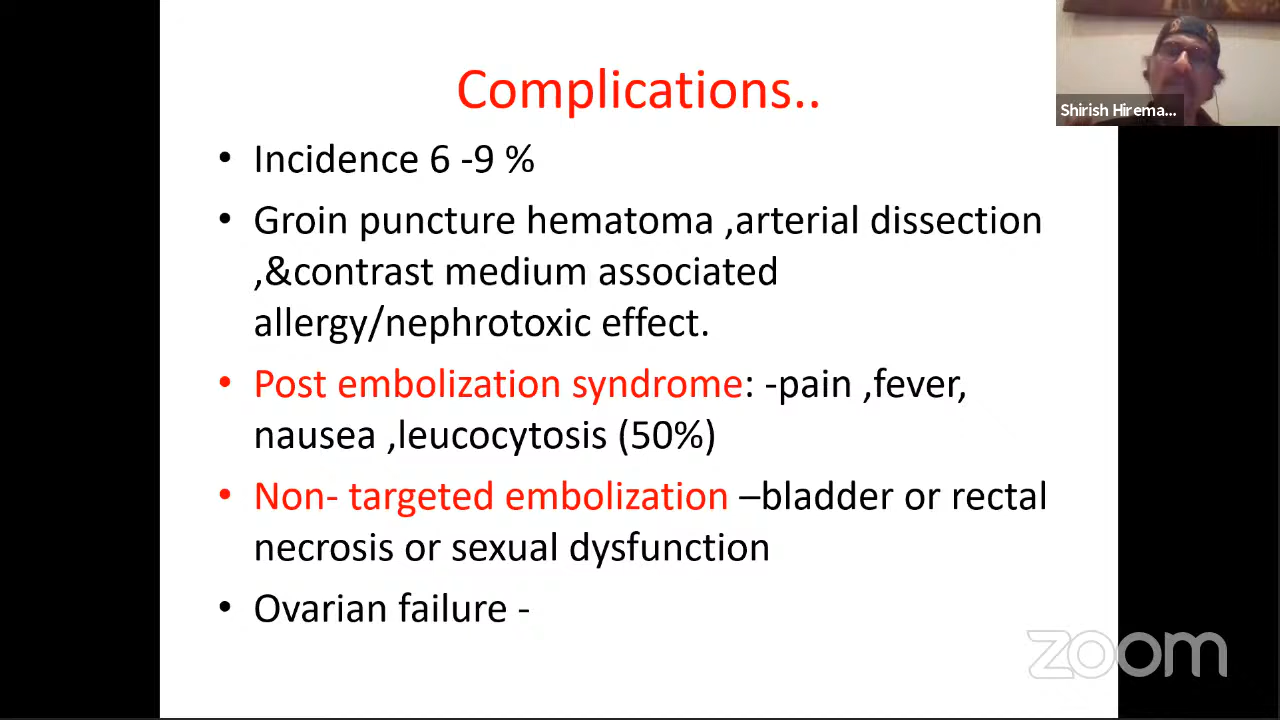 Complications..
Shirish Hirema...
• Incidence 6 -9 %
• Groin puncture hematoma ,arterial dissection
,&contrast medium associated
allergy/nephrotoxic effect.
• Post embolization syndrome: -pain ,fever,
nausea ,leucocytosis (50%)
• Non- targeted embolization –bladder or rectal
necrosis or sexual dysfunction
• Ovarian failure -
zoom